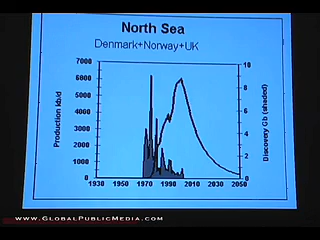 North Sea
Denmark+Norway+UK
Production kb/d
7000
6000
5000
4000
3000
2000
1000
0
10
8
6
4
2
0
Discovery Gb (shaded)
1930 1950 1970 1990 2010 2030 2050
www.GlobalPublicMedia.com